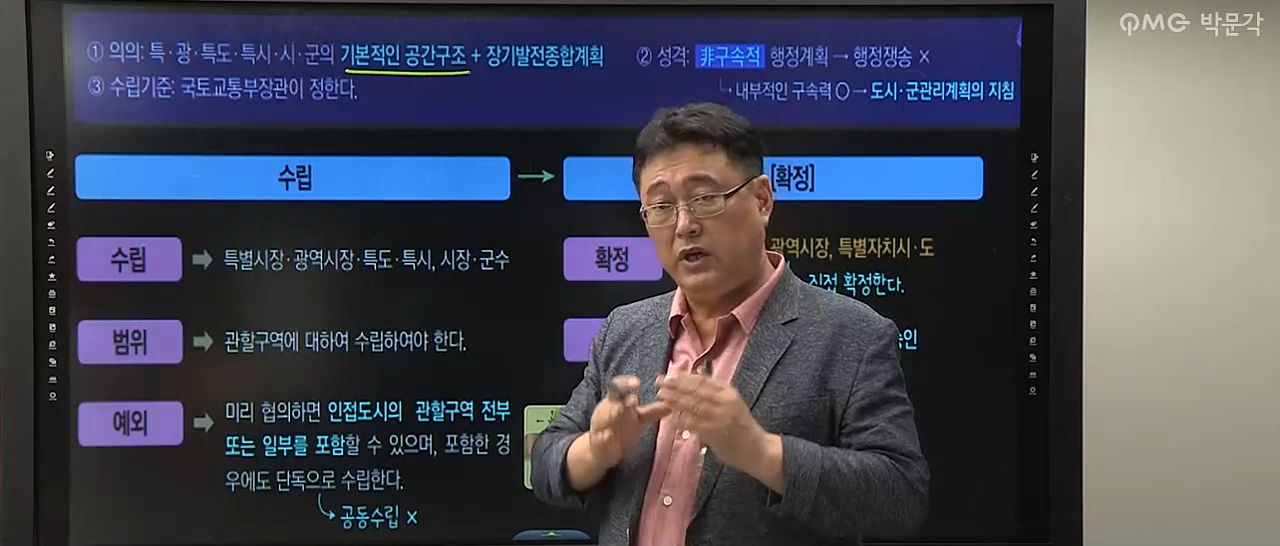 PMG 박문각
① 의의: 특·광·특도·특시·시·군의 기본적인 공간구조 + 장기발전종합계획
② 성격: 非구속적 행정계획 → 행정쟁송 ×
③ 수립기준: 국토교통부장관이 정한다.
내부적인 구속력 ○ → 도시·군관리계획의 지침
수립 →
[확정]
수립 → 특별시장·광역시장·특도·특시, 시장·군수
확정
광역시장, 특별자치시·도
직접 확정한다.
범위 → 관할구역에 대하여 수립하여야 한다.
승인
예외 → 미리 협의하면 인접도시의 관할구역 전부
또는 일부를 포함할 수 있으며, 포함한 경
우에도 단독으로 수립한다.
공동수립 ×